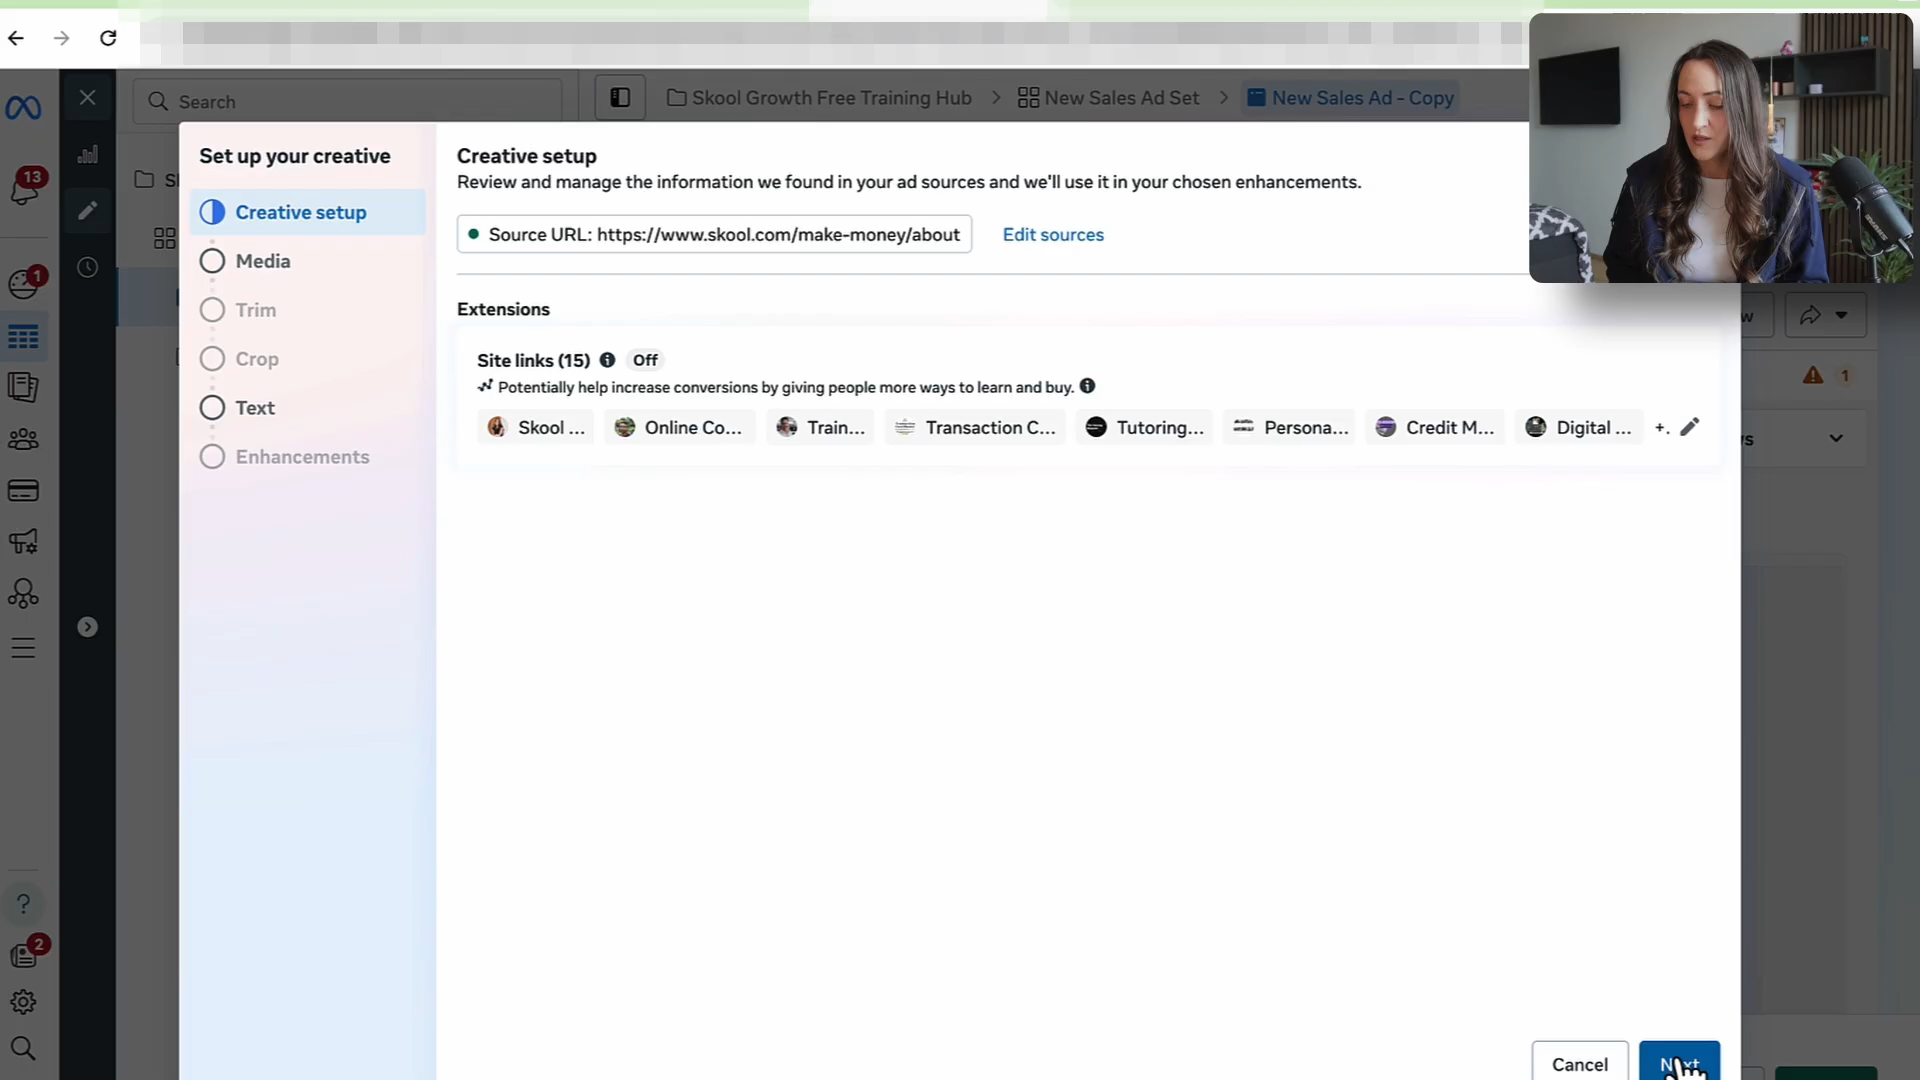 Search
Skool Growth Free Training Hub
New Sales Ad Set
New Sales Ad - Copy
13
1
2
Set up your creative
Creative setup
Media
Trim
Crop
Text
Enhancements
Creative setup
Review and manage the information we found in your ad sources and we'll use it in your chosen enhancements.
Source URL: https://www.skool.com/make-money/about
Edit sources
Extensions
Site links (15)
Off
Potentially help increase conversions by giving people more ways to learn and buy.
Skool ...
Online Co...
Train...
Transaction C...
Tutoring...
Persona...
Credit M...
Digital ...
+.
1
Cancel
Next